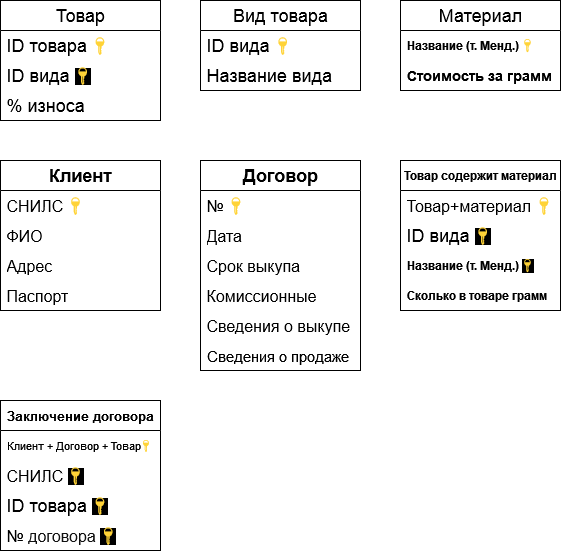 Товар
ID товара
ID вида
% износа
Вид товара
ID вида
Название вида
Материал
Название (т. Менд.)
Стоимость за грамм
Клиент
СНИЛС
ФИО
Адрес
Паспорт
Договор
№
Дата
Срок выкупа
Комиссионные
Сведения о выкупе
Сведения о продаже
Товар содержит материал
Товар+материал
ID вида
Название (т. Менд.)
Сколько в товаре грамм
Заключение договора
Клиент + Договор + Товар
СНИЛС
ID товара
№ договора